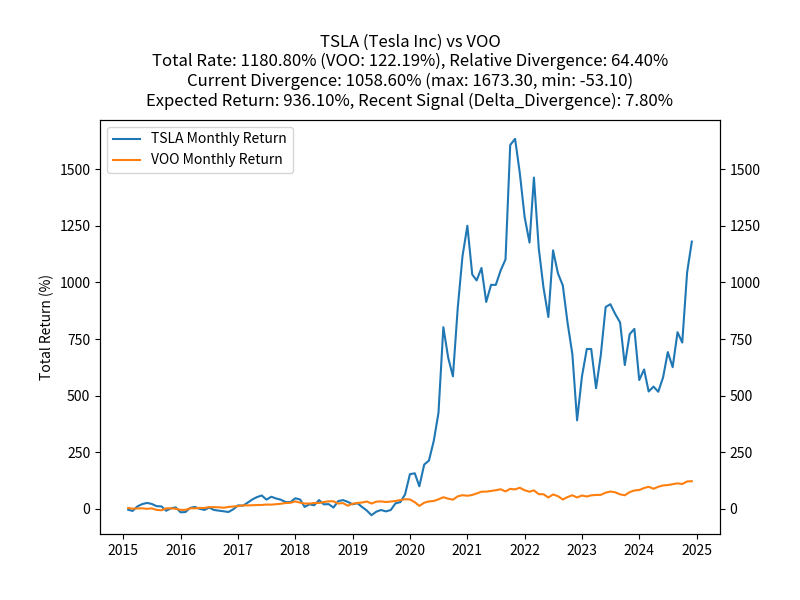 TSLA (Tesla Inc) vs VOO
Total Rate: 1180.80% (VOO: 122.19%), Relative Divergence: 64.40%
Current Divergence: 1058.60% (max: 1673.30, min: -53.10)
Expected Return: 936.10%, Recent Signal (Delta_Divergence): 7.80%
TSLA Monthly Return
VOO Monthly Return
Total Return (%)
1500 1500
1250 1250
1000 1000
750 750
500 500
250 250
0 0
2015 2016 2017 2018 2019 2020 2021 2022 2023 2024 2025